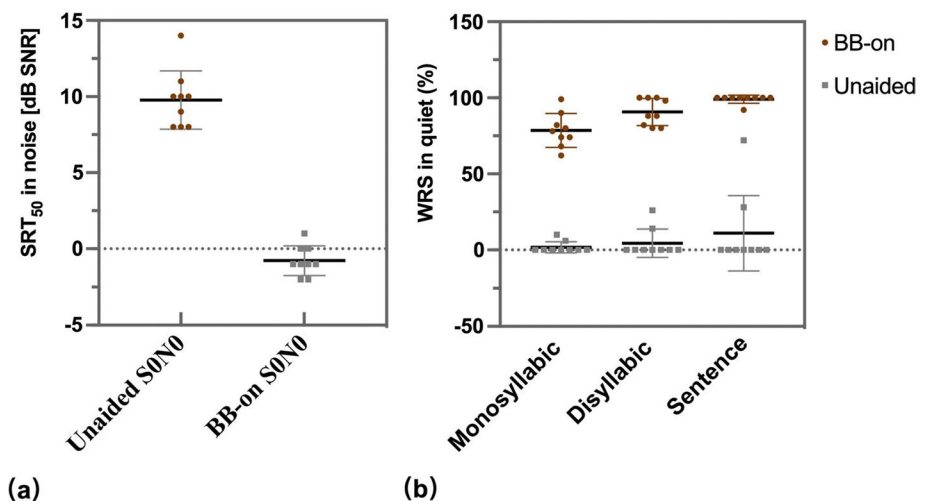 SRT50 in noise [dB SNR]
15
10
5
0
-5
Unaided S0N0
BB-on S0N0
(a)
WRS in quiet (%)
150
100
50
0
-50
Monosyllabic
Disyllabic
Sentence
BB-on
Unaided
(b)